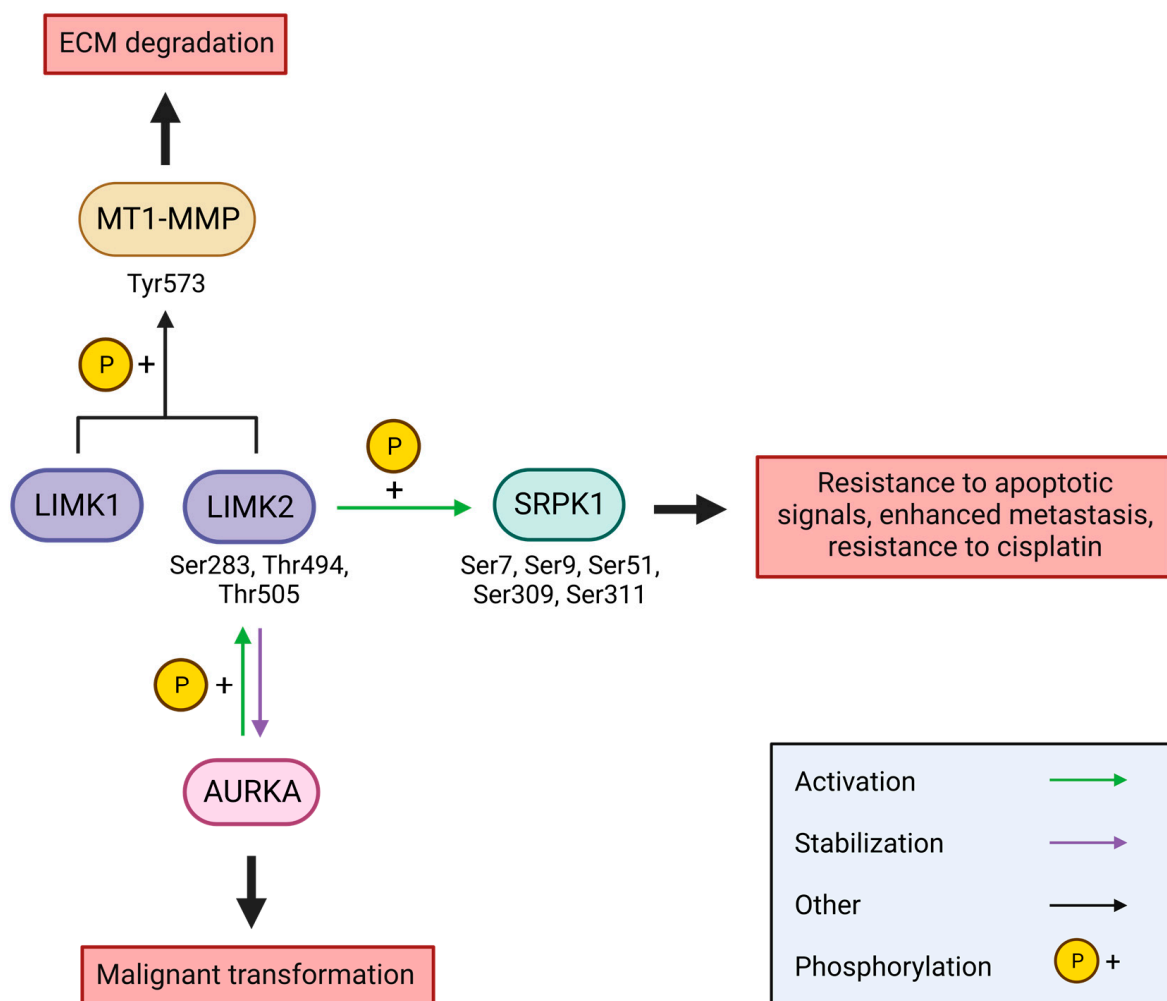 ECM degradation
MT1-MMP
Tyr573
P +
LIMK1
LIMK2
Ser283, Thr494,
Thr505
P
+
SRPK1
Ser7, Ser9, Ser51,
Ser309, Ser311
Resistance to apoptotic
signals, enhanced metastasis,
resistance to cisplatin
P +
AURKA
Malignant transformation
Activation
Stabilization
Other
Phosphorylation P +